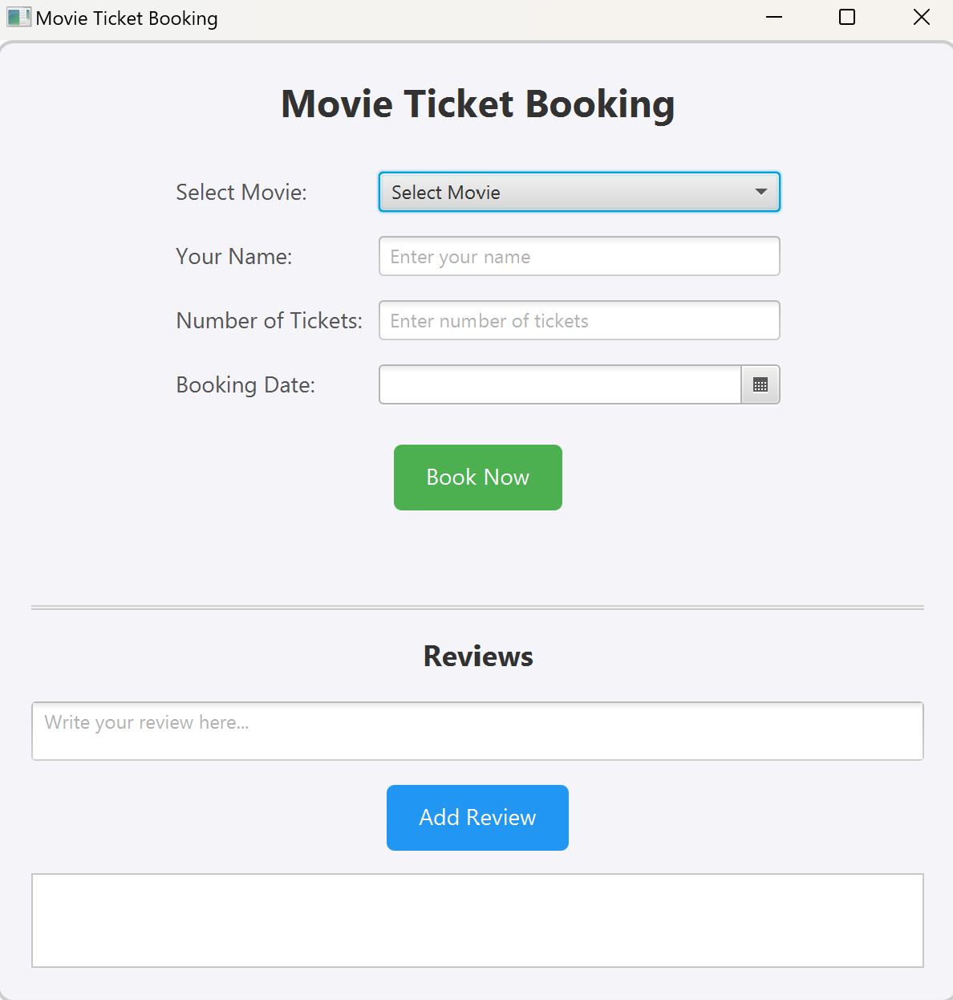 Movie Ticket Booking
Movie Ticket Booking
Select Movie: Select Movie
Your Name: Enter your name
Number of Tickets: Enter number of tickets
Booking Date:
Book Now
Reviews
Write your review here...
Add Review